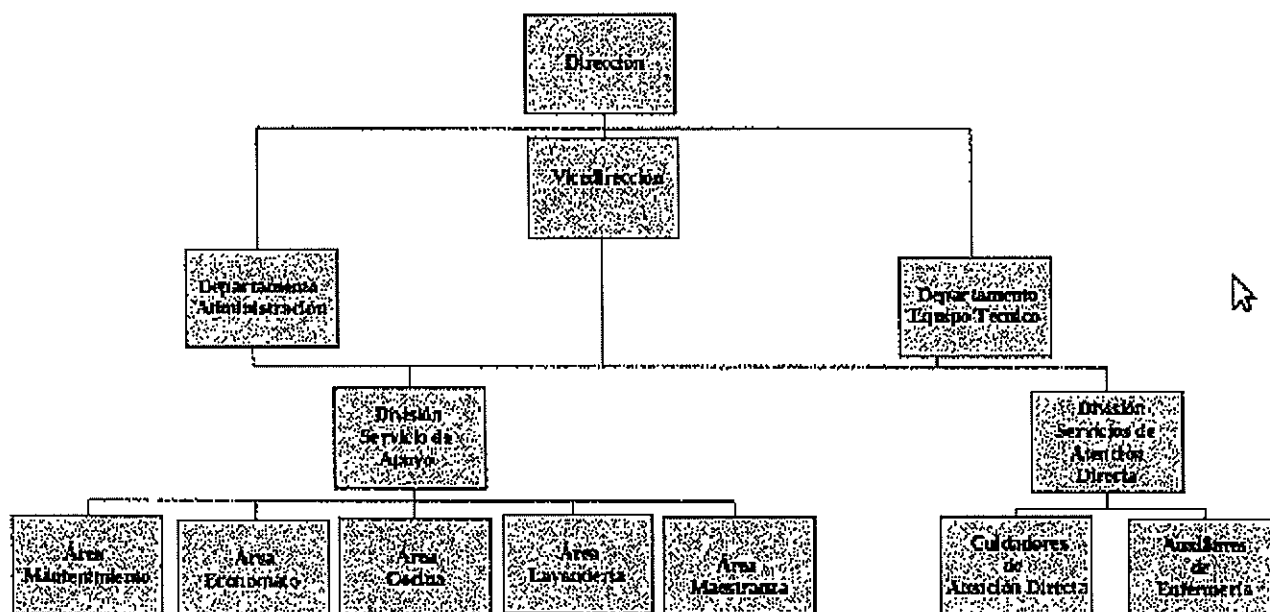 Dirección
Vicedirección
Departamento
Administración
Departamento
Equipo Técnico
División
Servicio de
Apoyo
División
Servicios de
Atención
Directa
Área
Mantenimiento
Área
Economato
Área
Cocina
Área
Lavandería
Área
Maestranza
Cuidadores
de
Atención Directa
Auxiliares
de
Enfermería